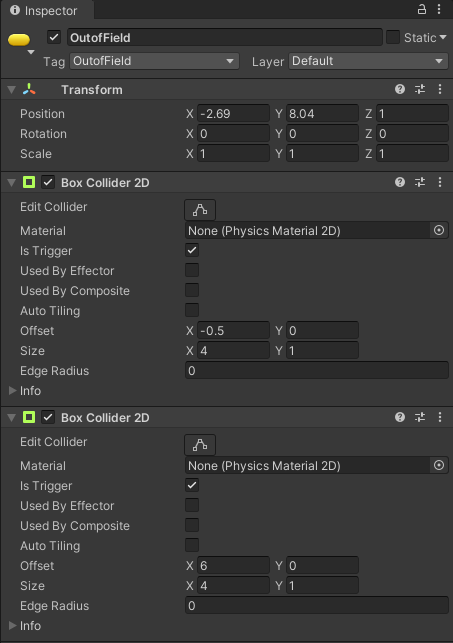 Inspector
OutofField Static
Tag OutofField Layer Default
Transform
Position X -2.69 Y 8.04 Z 1
Rotation X 0 Y 0 Z 0
Scale X 1 Y 1 Z 1
Box Collider 2D
Edit Collider
Material None (Physics Material 2D)
Is Trigger
Used By Effector
Used By Composite
Auto Tiling
Offset X -0.5 Y 0
Size X 4 Y 1
Edge Radius 0
Info
Box Collider 2D
Edit Collider
Material None (Physics Material 2D)
Is Trigger
Used By Effector
Used By Composite
Auto Tiling
Offset X 6 Y 0
Size X 4 Y 1
Edge Radius 0
Info